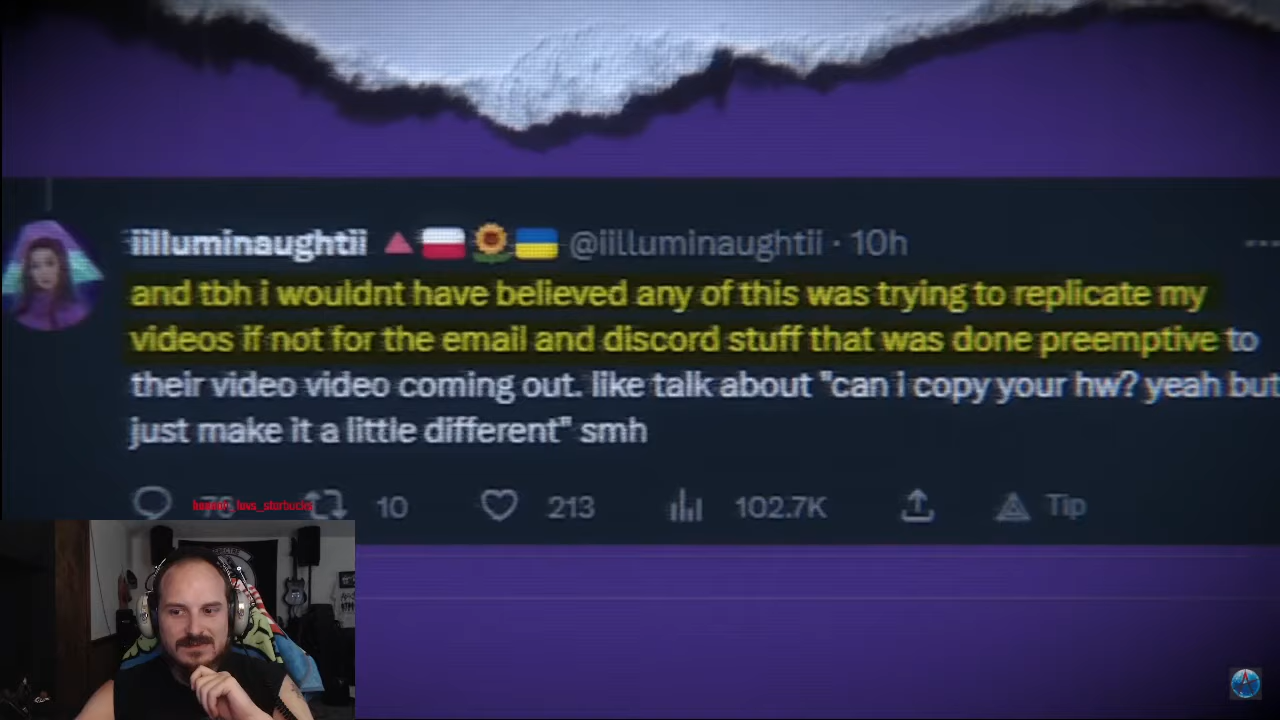 iilluminaughtii @iilluminaughtii · 10h
and tbh i wouldnt have believed any of this was trying to replicate my
videos if not for the email and discord stuff that was done preemptive to
their video video coming out. like talk about "can i copy your hw? yeah but
just make it a little different" smh
10 213 102.7K Tip